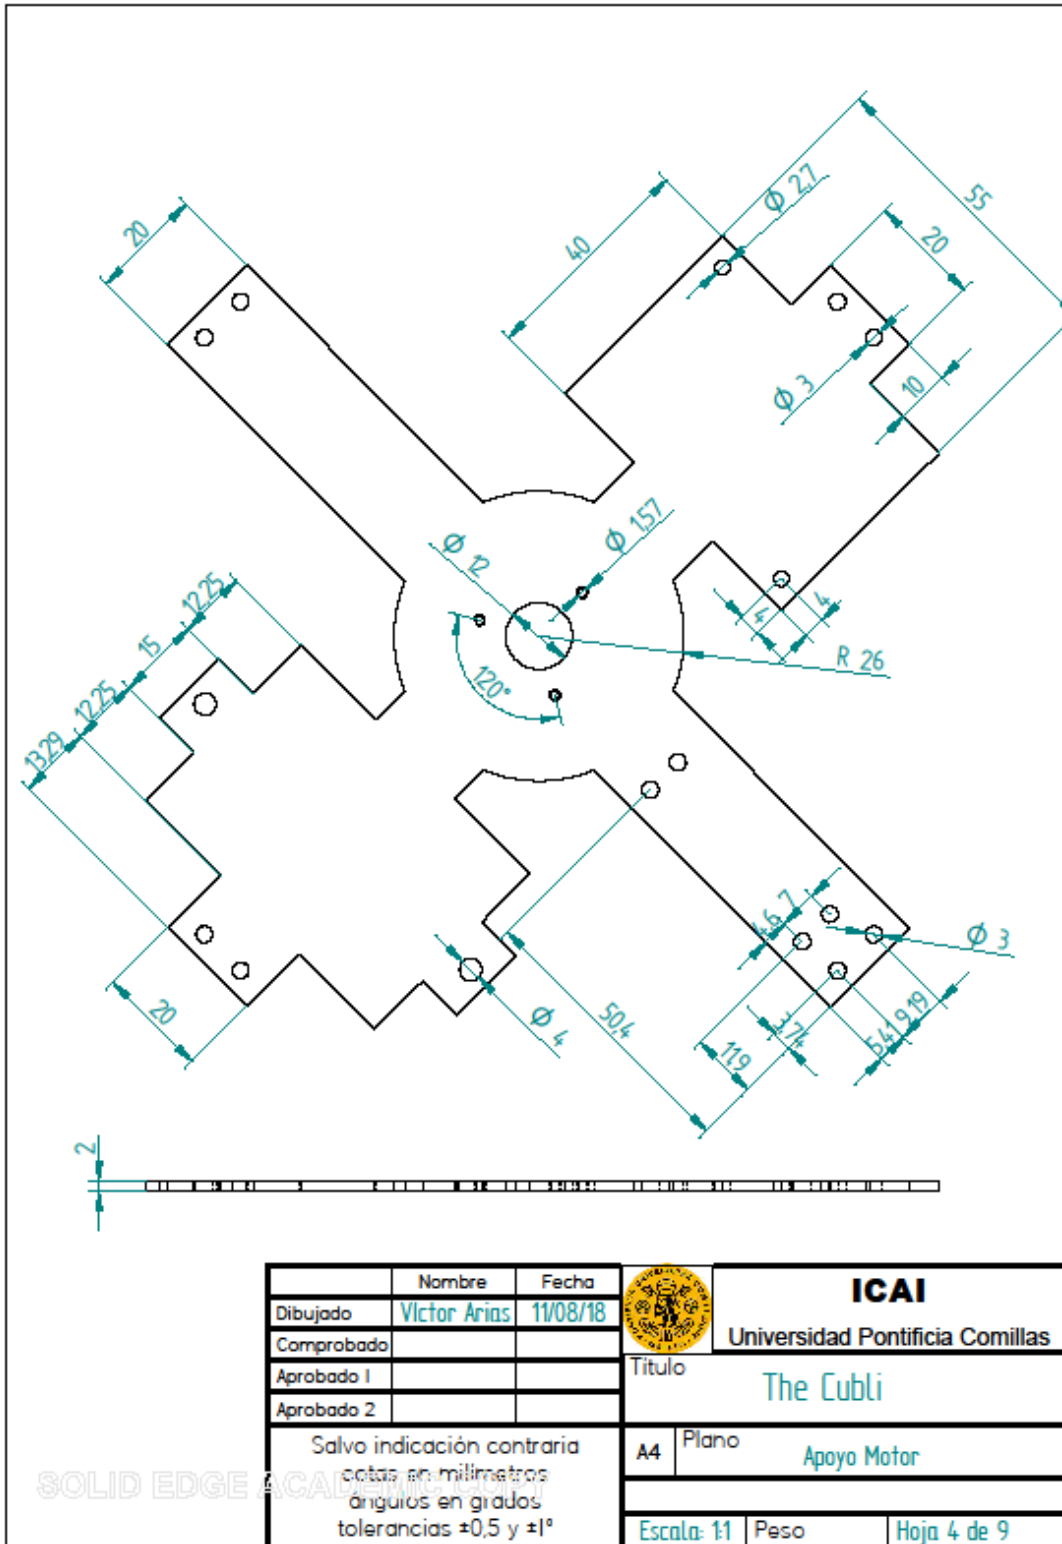 55
Φ 2,7
20
20
40
Φ 3
10
Φ 1,57
Φ 12
12,25
4
4
15
R 26
120°
12,25
13,29
4,6
7
Φ 3
20
Φ 4
50,4
3,74
5,41
9,19
11,9
2
Nombre Fecha
ICAI
Dibujado VIctor Arias 11/08/18
Universidad Pontificia Comillas
Comprobado
Titulo
Aprobado 1
The Cubli
Aprobado 2
Plano
Salvo indicación contraria
A4 Apoyo Motor
cotas en milímetros
SOLID EDGE ACADEMIC COPY
ángulos en grados
tolerancias ±0,5 y ±1°
Escala: 1:1 Peso Hoja 4 de 9